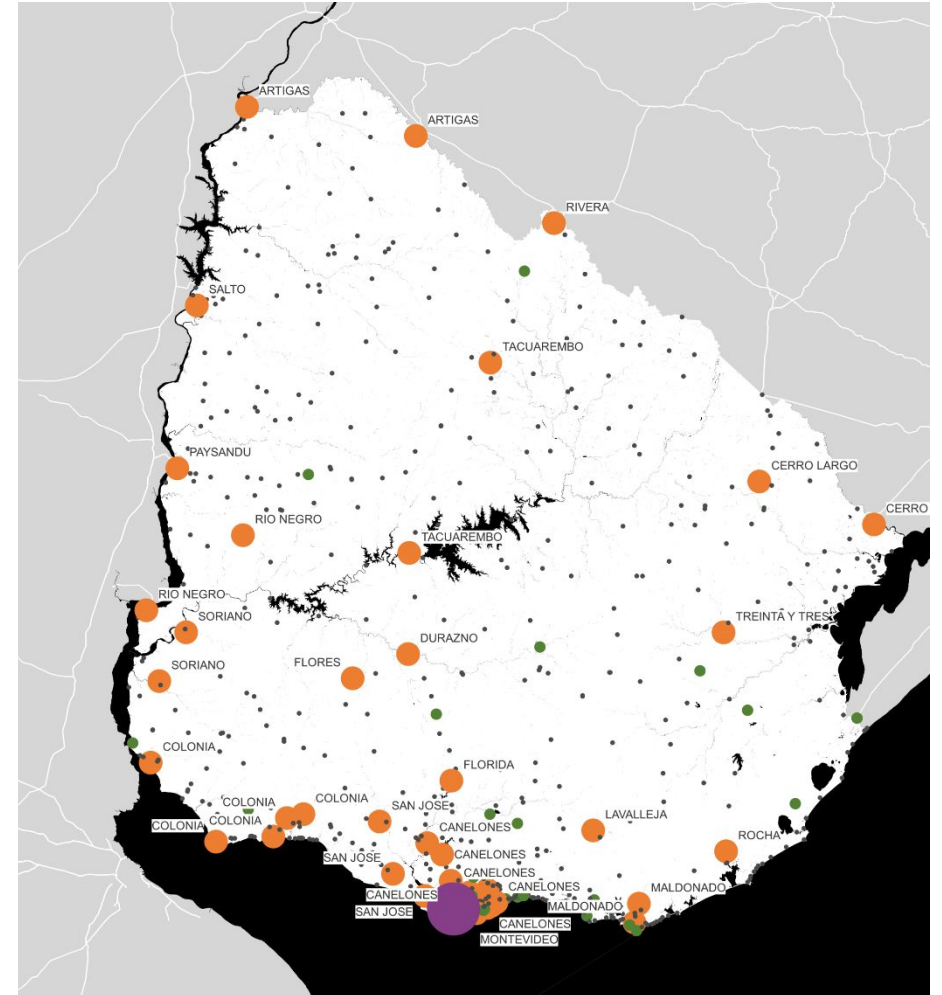 ARTIGAS
ARTIGAS
RIVERA
SALTO
TACUAREMBO
PAYSANDU
CERRO LARGO
CERRO
RIO NEGRO
TACUAREMBO
RIO NEGRO
SORIANO
TREINTA Y TRES
DURAZNO
FLORES
SORIANO
COLONIA
FLORIDA
COLONIA
COLONIA
SAN JOSE
LAVALLEJA
COLONIA
COLONIA
CANELONES
ROCHA
CANELONES
SAN JOSE
CANELONES
CANELONES
MALDONADO
CANELONES
MALDONADO
SAN JOSE
CANELONES
MONTEVIDEO